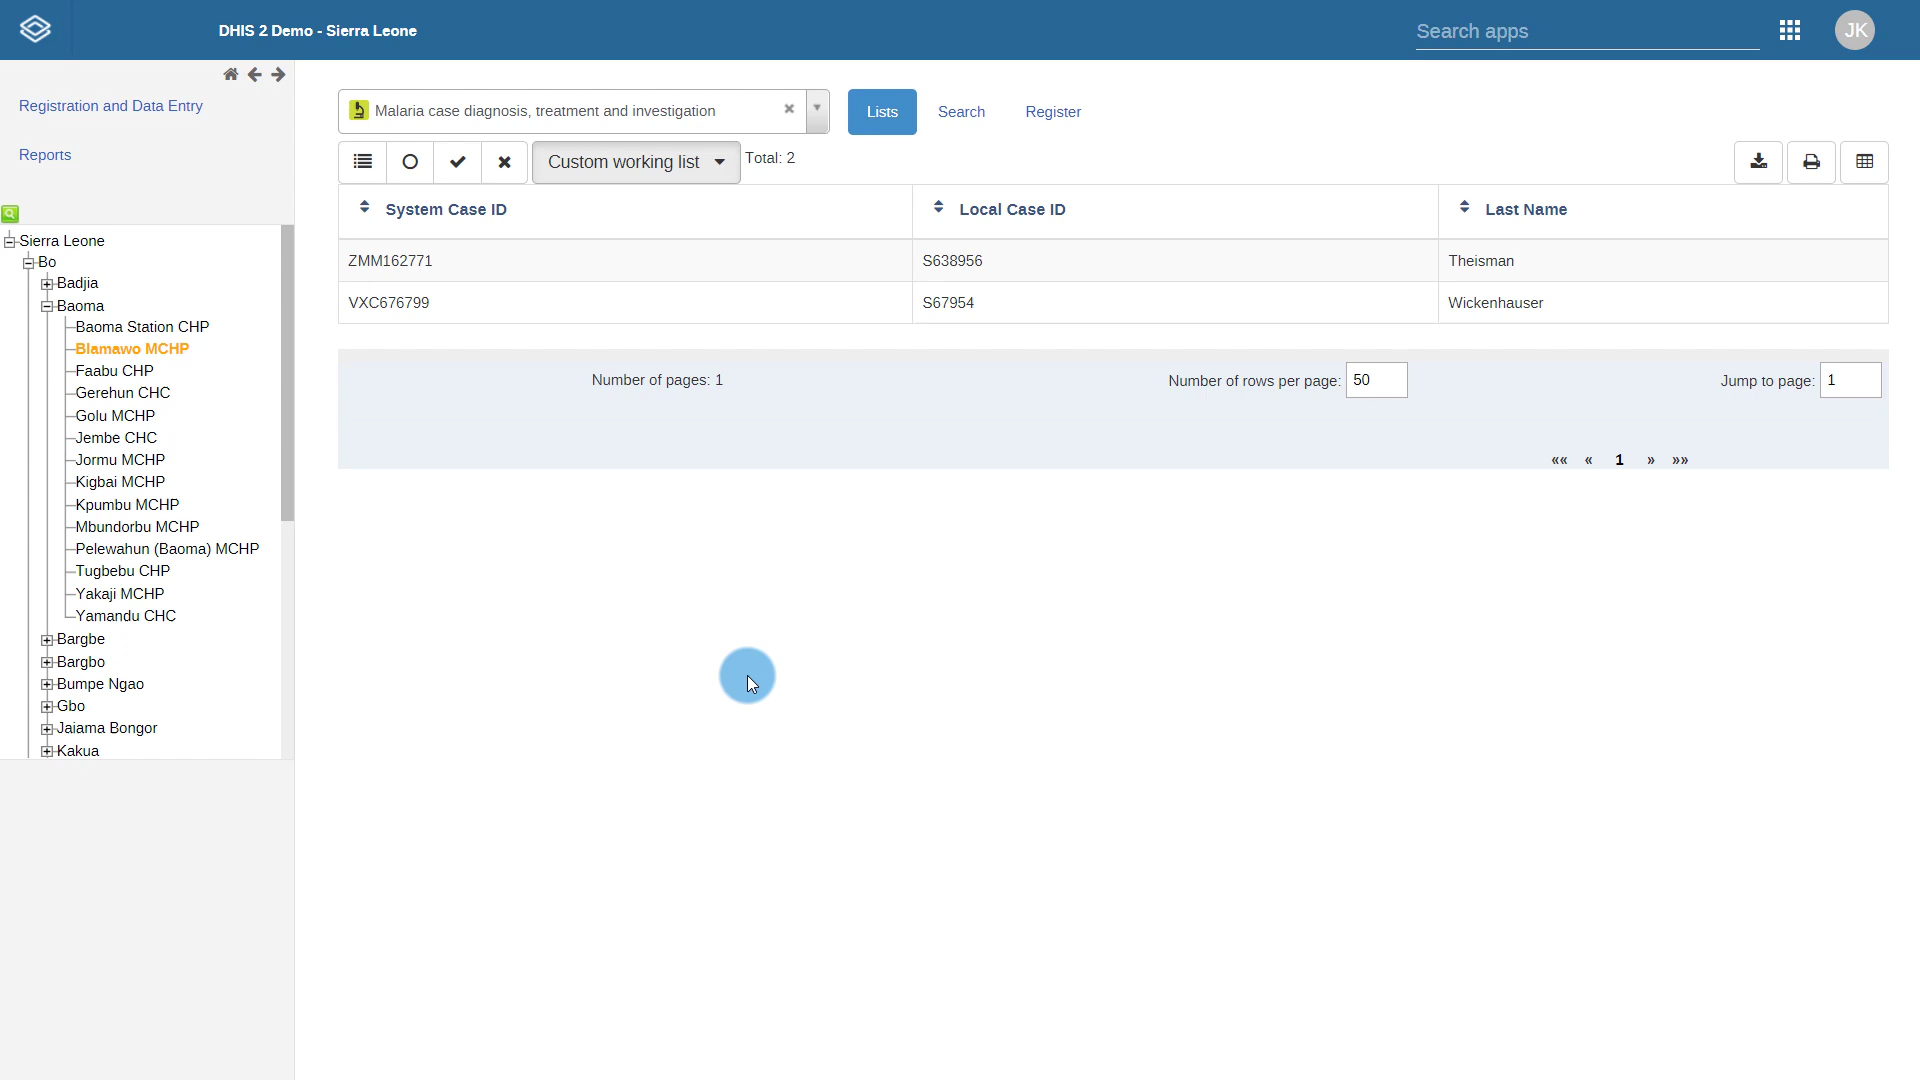 DHIS 2 Demo - Sierra Leone
Search apps
JK
Registration and Data Entry
Reports
Sierra Leone
Bo
Badjia
Baoma
Baoma Station CHP
Blamawo MCHP
Faabu CHP
Gerehun CHC
Golu MCHP
Jembe CHC
Jormu MCHP
Kigbai MCHP
Kpumbu MCHP
Mbundorbu MCHP
Pelewahun (Baoma) MCHP
Tugbebu CHP
Yakaji MCHP
Yamandu CHC
Bargbe
Bargbo
Bumpe Ngao
Gbo
Jaiama Bongor
Kakua
Malaria case diagnosis, treatment and investigation
Lists Search Register
Custom working list Total: 2
System Case ID Local Case ID Last Name
ZMM162771 S638956 Theisman
VXC676799 S67954 Wickenhauser
Number of pages: 1 Number of rows per page: 50 Jump to page: 1
«« « 1 » »»